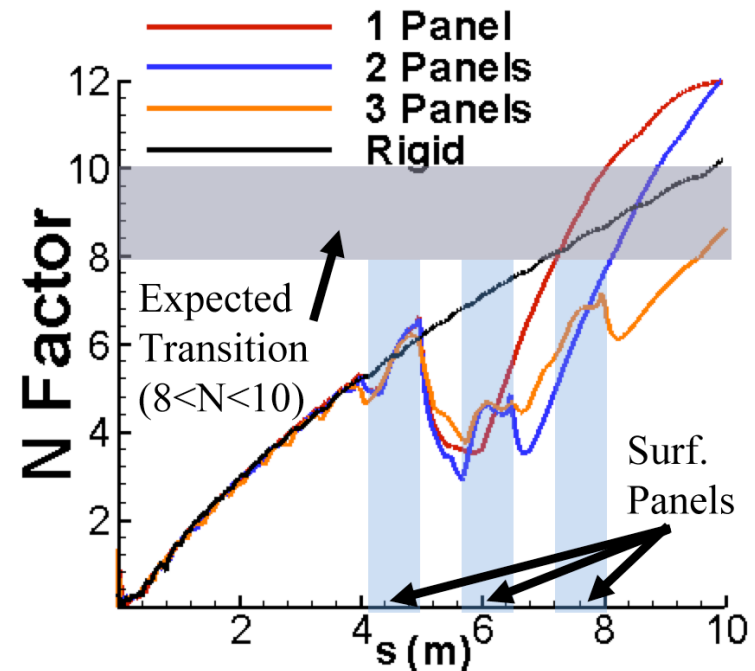 1 Panel
2 Panels
3 Panels
Rigid
12
10
8
6
4
2
N Factor
Expected
Transition
(8<N<10)
Surf.
Panels
2
4
6
8
10
s (m)